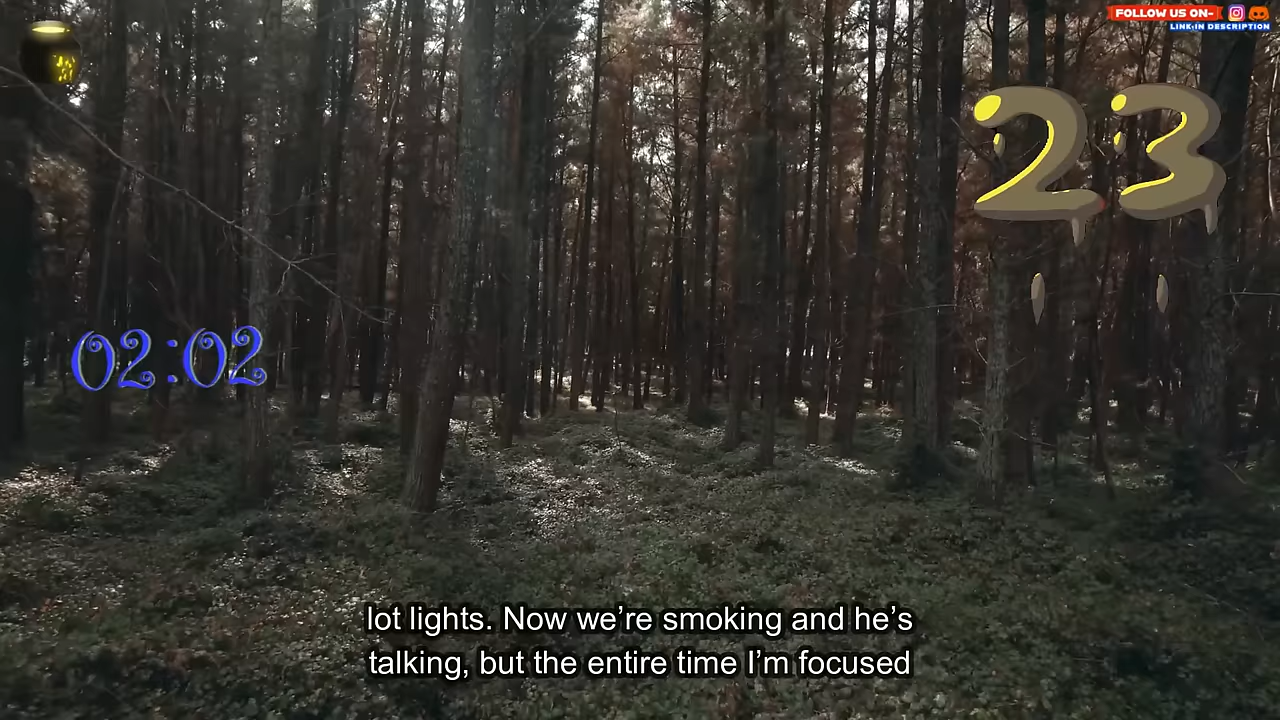 FOLLOW US ON-
LINK IN DESCRIPTION
23
02:02
lot lights. Now we’re smoking and he’s
talking, but the entire time I’m focused